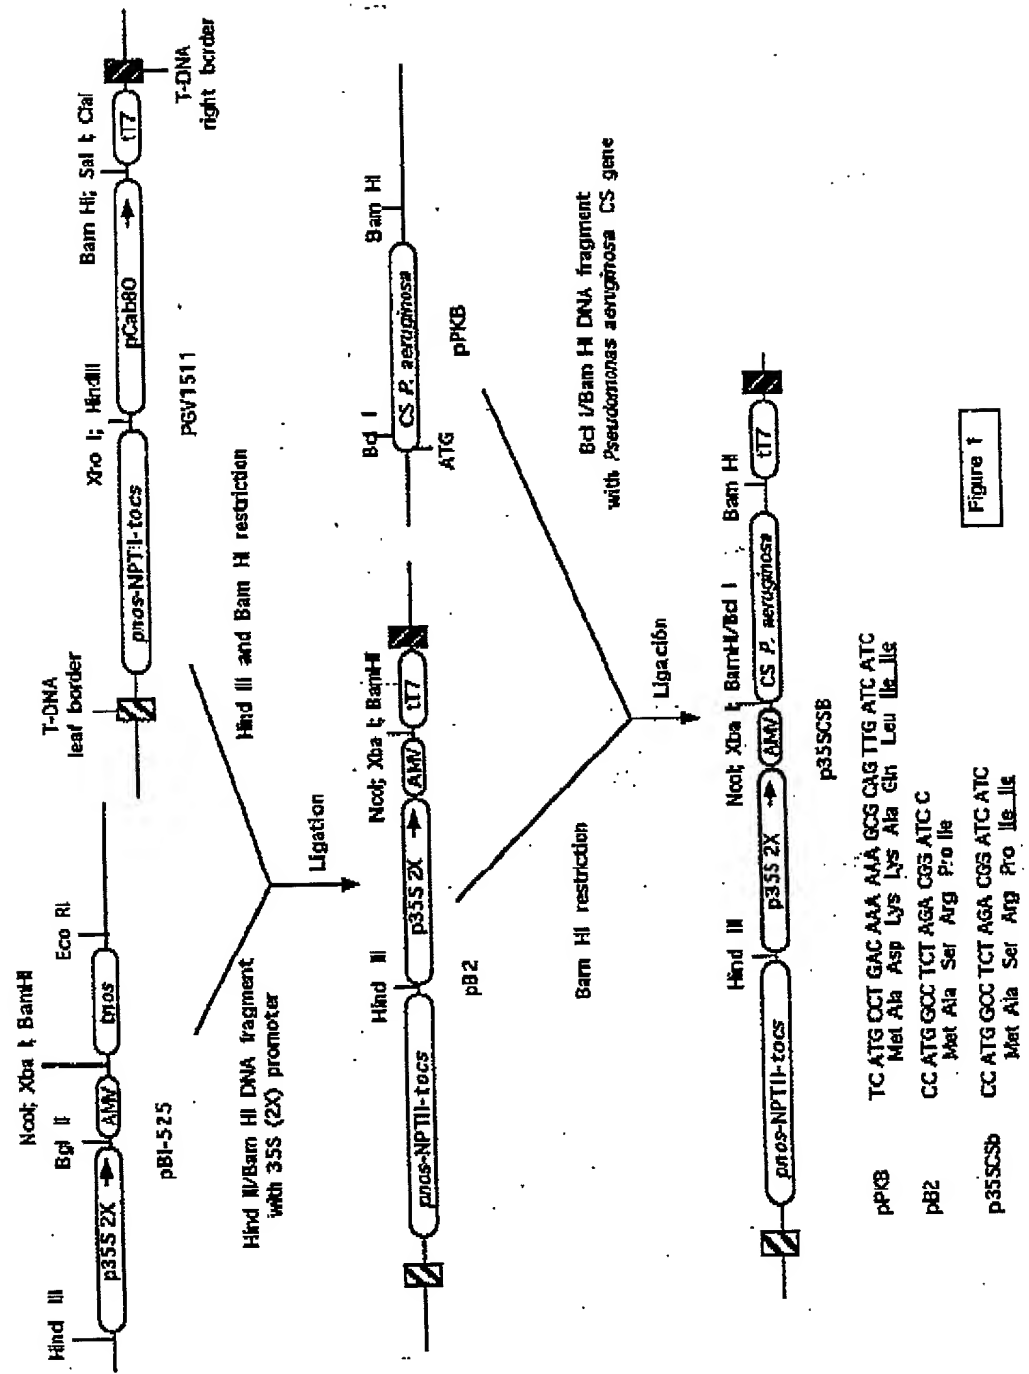 Hind III
Bgl II
NcoI; Xba I; BamHI
Eco RI
p35S 2X
AMV
tnos
pBI-525
T-DNA
leaf border
Xho I; HindIII
Bam HI; Sal I; ClaI
pnos-NPTII-tocs
pCab80
tT7
T-DNA
right border
PGV1511
Hind III/Bam HI DNA fragment
with 35S (2X) promoter
Hind III and Bam HI restriction
Ligation
Hind III
NcoI; Xba I; BamHI
pnos-NPTII-tocs
p35S 2X
AMV
tT7
pB2
Bcl I
Bam HI
CS P. aeruginosa
ATG
pPKB
Bam HI restriction
Bcl I/Bam HI DNA fragment
with Pseudomonas aeruginosa CS gene
Ligación
Hind III
NcoI; Xba I; BamHI/Bcl I
Bam HI
pnos-NPTII-tocs
p35S 2X
AMV
CS P. aeruginosa
tT7
p35SCSB
pPKB TC ATG CCT GAC AAA AAA GCG CAG TTG ATC ATC
Met Ala Asp Lys Lys Ala Gln Leu Ile Ile
pB2 CC ATG GCC TCT AGA CGG ATC C
Met Ala Ser Arg Pro Ile
p35SCSb CC ATG GCC TCT AGA CGG ATC ATC
Met Ala Ser Arg Pro Ile Ile
Figure 1